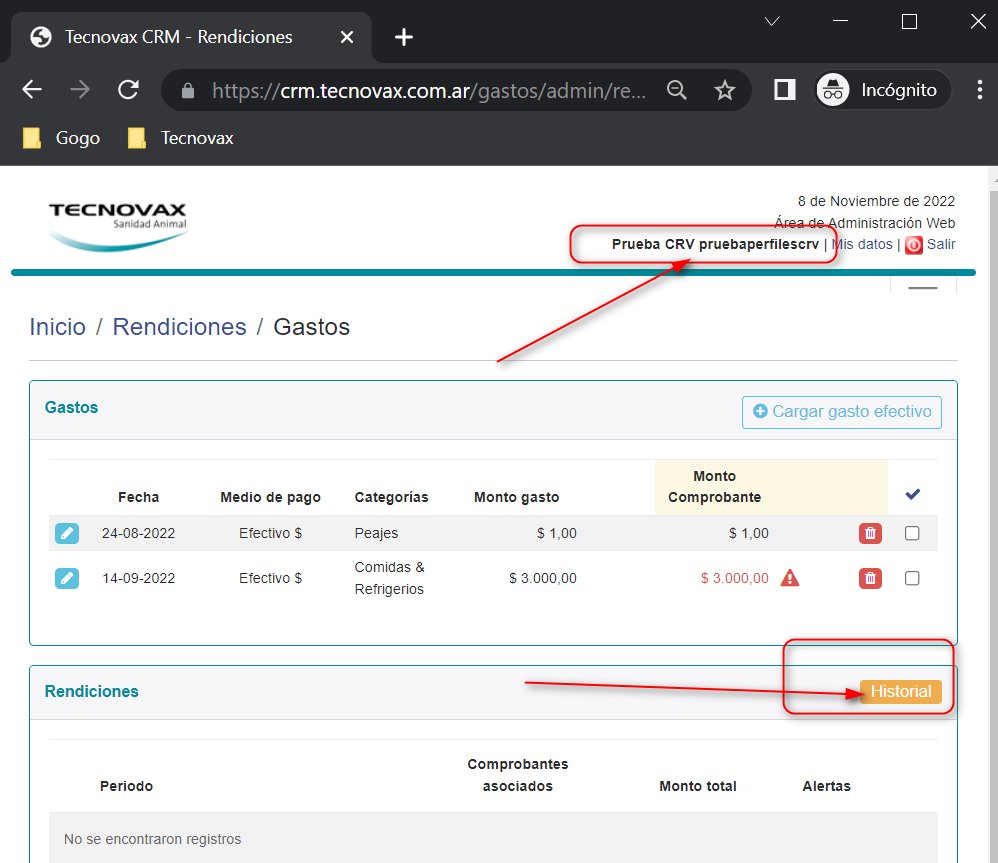 Tecnovax CRM - Rendiciones
https://crm.tecnovax.com.ar/gastos/admin/re...
Incógnito
Gogo
Tecnovax
TECNOVAX
Sanidad Animal
8 de Noviembre de 2022
Área de Administración Web
Prueba CRV pruebaperfilescrv | Mis datos | Salir
Inicio / Rendiciones / Gastos
Gastos
Cargar gasto efectivo
Fecha Medio de pago Categorías Monto gasto Monto Comprobante
24-08-2022 Efectivo $ Peajes $ 1,00 $ 1,00
14-09-2022 Efectivo $ Comidas & Refrigerios $ 3.000,00 $ 3.000,00
Rendiciones
Historial
Periodo Comprobantes asociados Monto total Alertas
No se encontraron registros